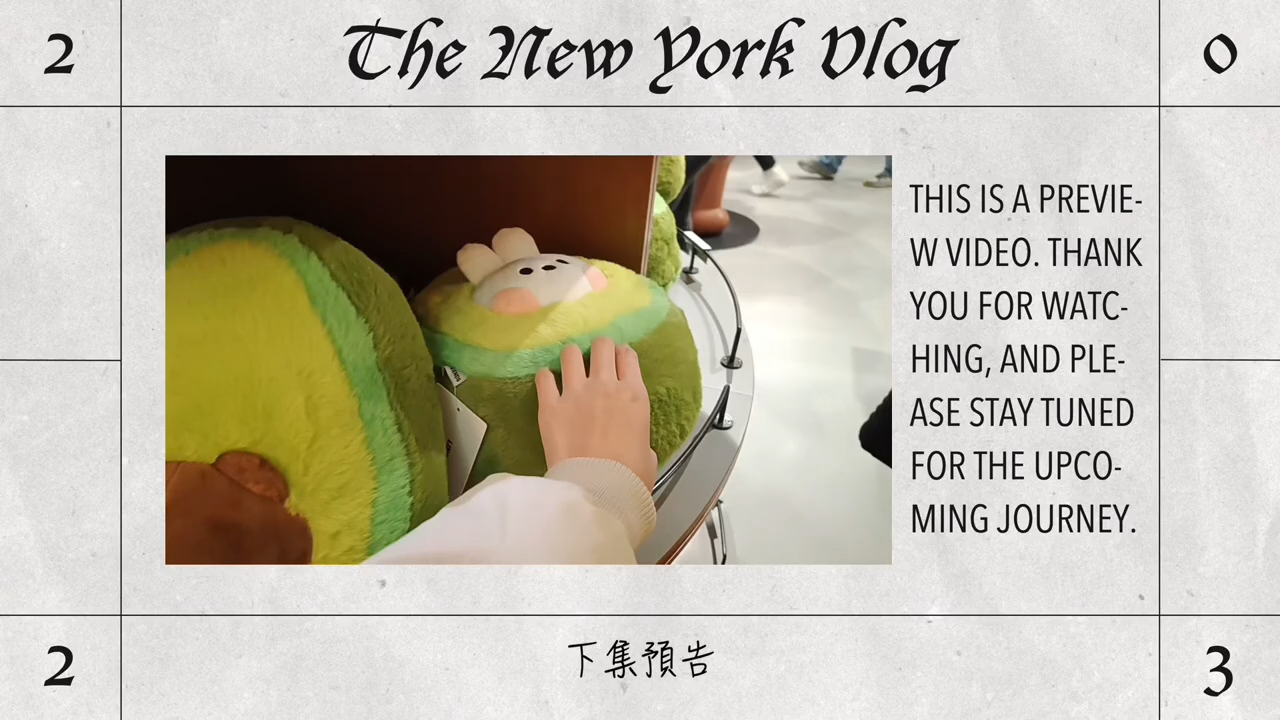 2
The New York Vlog
0
THIS IS A PREVIE-
W VIDEO. THANK
YOU FOR WATC-
HING, AND PLE-
ASE STAY TUNED
FOR THE UPCO-
MING JOURNEY.
2
下集預告
3